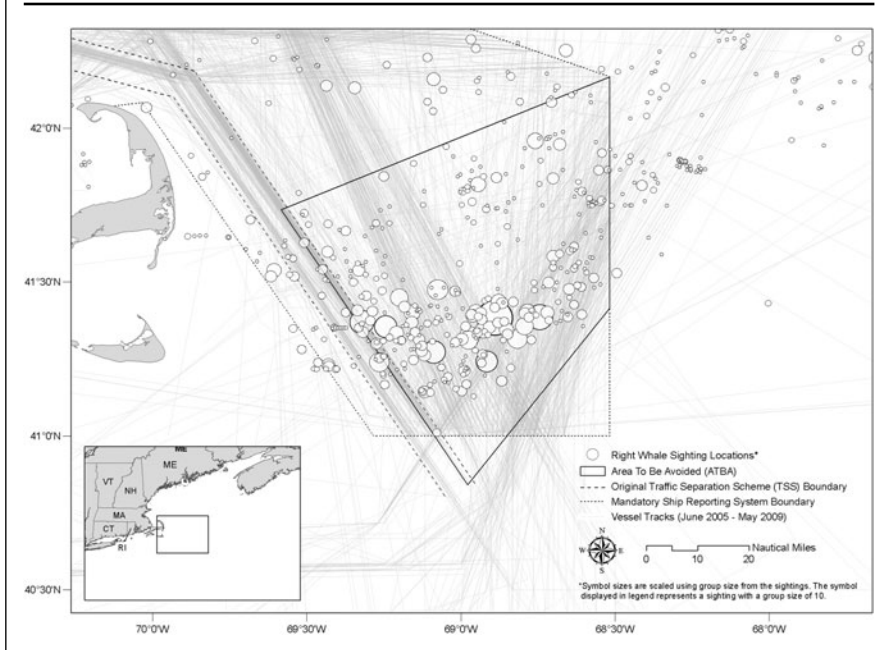 42°0'N
41°30'N
41°0'N
40°30'N
70°0'W
69°30'W
69°0'W
68°30'W
68°0'W
ME
ME
VT
NH
MA
CT
RI
Right Whale Sighting Locations*
Area To Be Avoided (ATBA)
Original Traffic Separation Scheme (TSS) Boundary
Mandatory Ship Reporting System Boundary
Vessel Tracks (June 2005 - May 2009)
N
W
E
S
Nautical Miles
0 10 20
*Symbol sizes are scaled using group size from the sightings. The symbol
displayed in legend represents a sighting with a group size of 10.